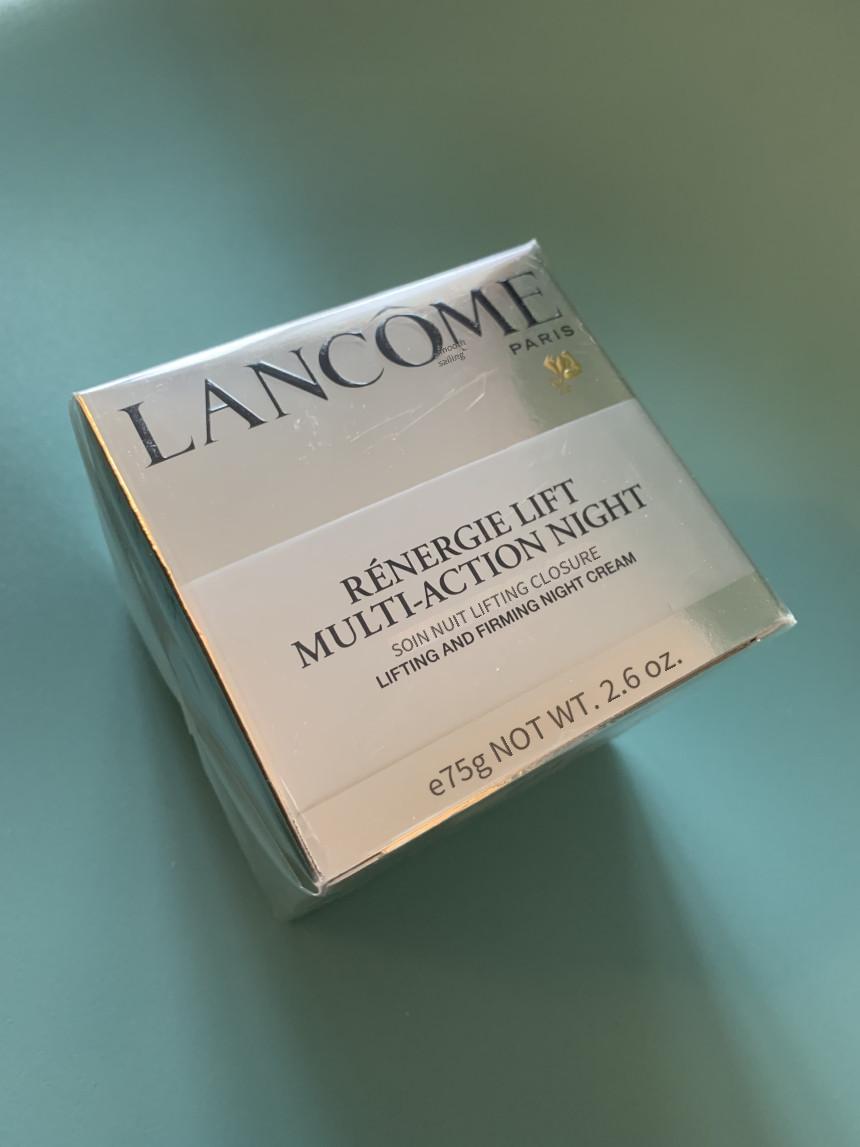 LANCÔME
PARIS
smooth
sailing
RÉNERGIE LIFT
MULTI-ACTION NIGHT
SOIN NUIT LIFTING CLOSURE
LIFTING AND FIRMING NIGHT CREAM
e75g NOT WT. 2.6 oz.